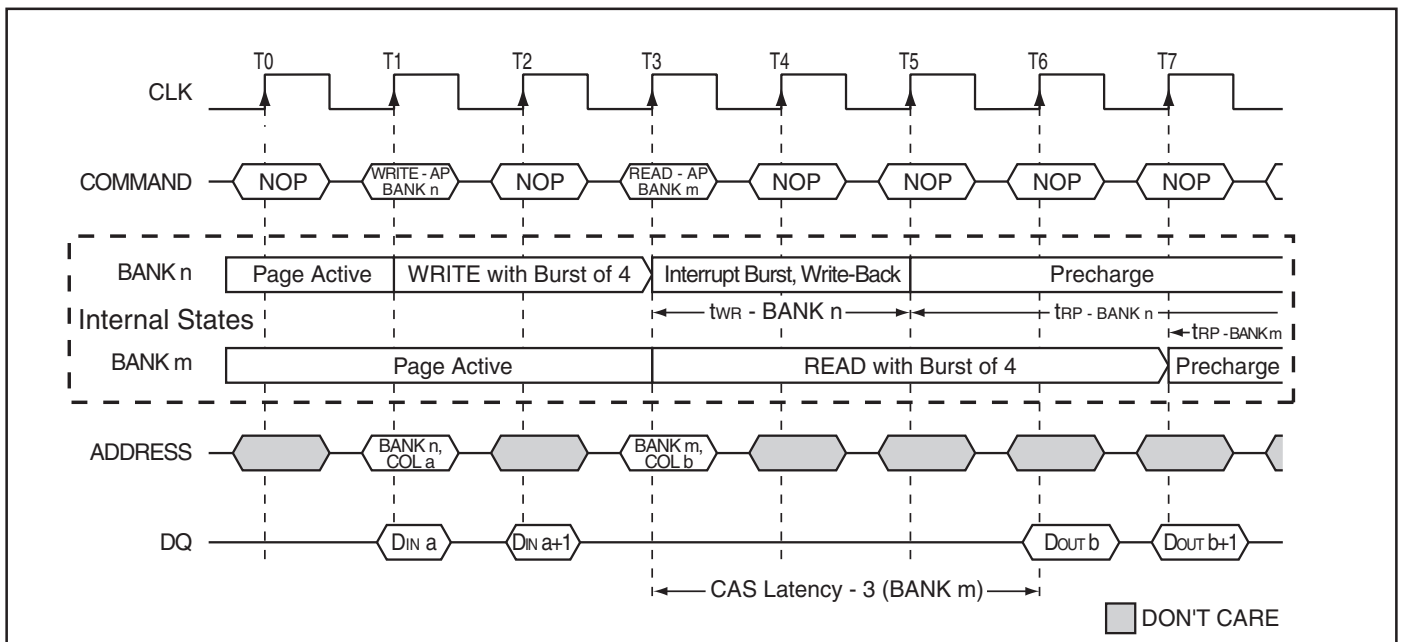 T0 T1 T2 T3 T4 T5 T6 T7
CLK
COMMAND NOP WRITE - AP BANK n NOP READ - AP BANK m NOP NOP NOP NOP
BANK n Page Active WRITE with Burst of 4 Interrupt Burst, Write-Back Precharge
tWR - BANK n tRP - BANK n
Internal States
tRP - BANK m
BANK m Page Active READ with Burst of 4 Precharge
ADDRESS BANK n, COL a BANK m, COL b
DQ DIN a DIN a+1 DOUT b DOUT b+1
CAS Latency - 3 (BANK m)
DON'T CARE